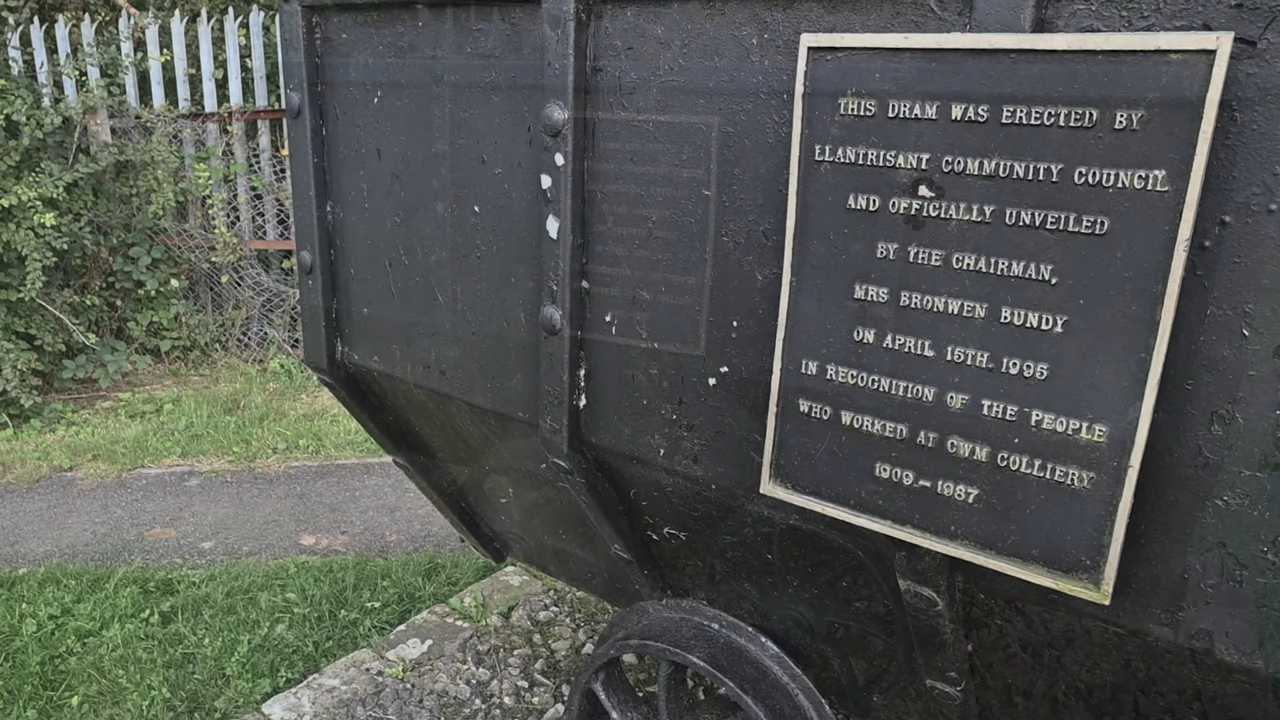 THIS DRAM WAS ERECTED BY
LLANTRISANT COMMUNITY COUNCIL
AND OFFICIALLY UNVEILED
BY THE CHAIRMAN,
MRS BRONWEN BUNDY
ON APRIL 15TH. 1995
IN RECOGNITION OF THE PEOPLE
WHO WORKED AT CWM COLLIERY
1909 - 1987